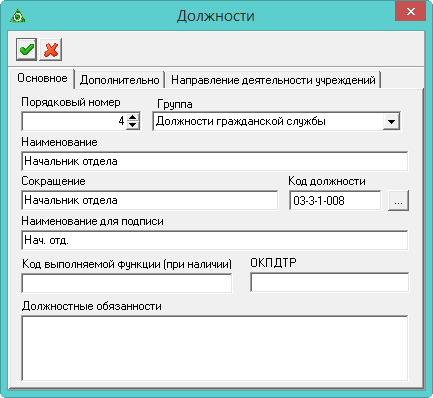 Должности
Основное Дополнительно Направление деятельности учреждений
Порядковый номер Группа
4 Должности гражданской службы
Наименование
Начальник отдела
Сокращение Код должности
Начальник отдела 03-3-1-008 ...
Наименование для подписи
Нач. отд.
Код выполняемой функции (при наличии) ОКПДТР
Должностные обязанности